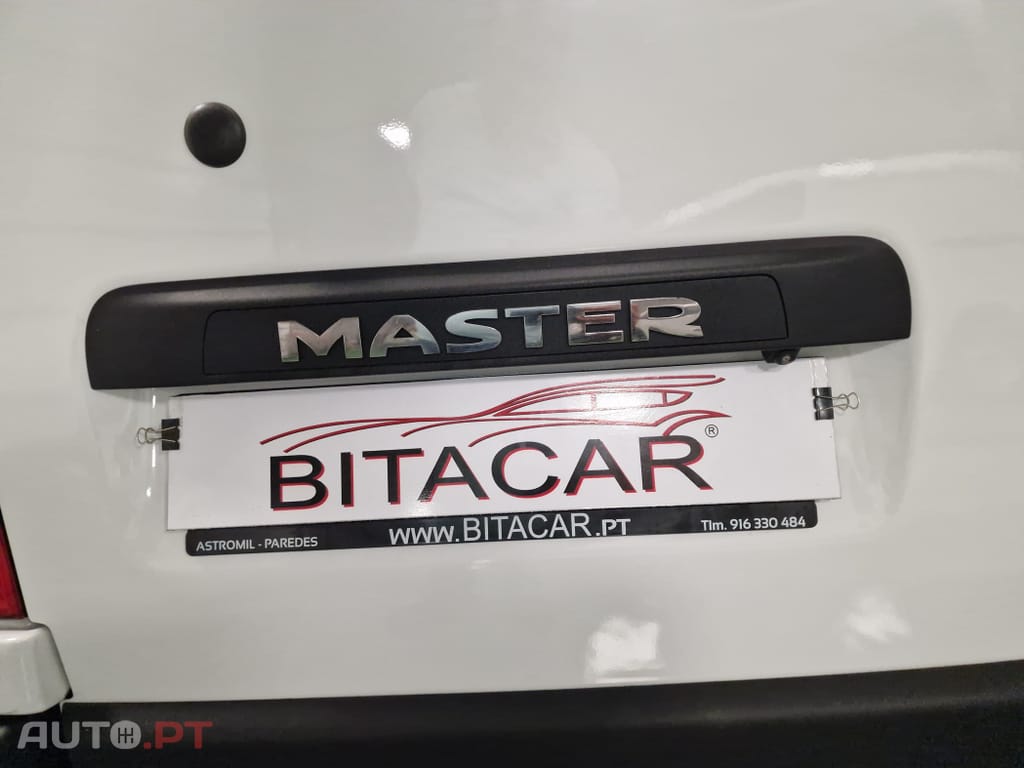 MASTER
BITACAR®
ASTROMIL - PAREDES WWW.BITACAR.PT Tlm. 916 330 484
AUTO.PT